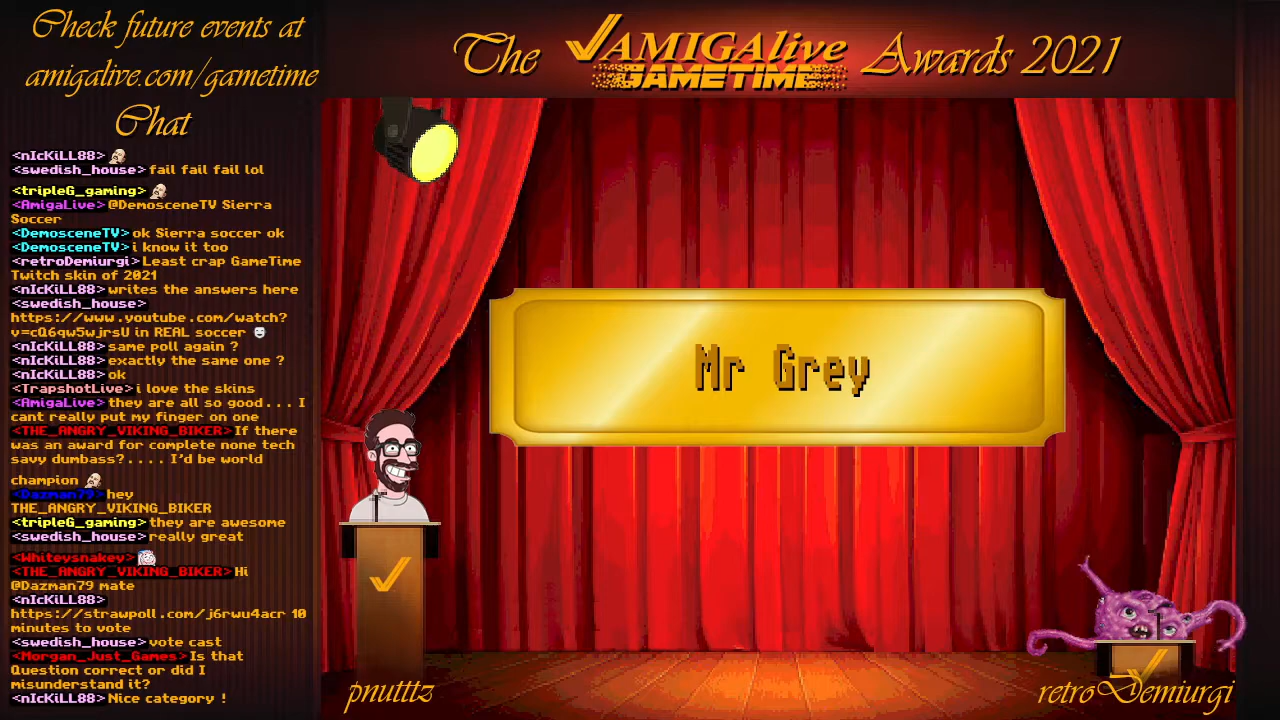 Check future events at
amigalive.com/gametime
Chat
<nIcKiLL88>
<swedish_house> fail fail fail lol
<tripleG_gaming>
<AmigaLive> @DemosceneTV Sierra
Soccer
<DemosceneTV> ok Sierra soccer ok
<DemosceneTV> i know it too
<retroDemiurgi> Least crap GameTime
Twitch skin of 2021
<nIcKiLL88> writes the answers here
<swedish_house>
https://www.youtube.com/watch?
v=cQ6qw5wjrsU in REAL soccer
<nIcKiLL88> same poll again ?
<nIcKiLL88> exactly the same one ?
<nIcKiLL88> ok
<TrapshotLive> i love the skins
<AmigaLive> they are all so good... I
cant really put my finger on one
<THE_ANGRY_VIKING_BIKER> If there
was an award for complete none tech
savy dumbass?.... I'd be world
champion
<Dazman79> hey
THE_ANGRY_VIKING_BIKER
<tripleG_gaming> they are awesome
<swedish_house> really great
<Whiteysnakey>
<THE_ANGRY_VIKING_BIKER> Hi
@Dazman79 mate
<nIcKiLL88>
https://strawpoll.com/j6rwu4acr 10
minutes to vote
<swedish_house> vote cast
<Morgan_Just_Games> Is that
Question correct or did I
misunderstand it?
<nIcKiLL88> Nice category !
The AMIGAlive GAMETIME Awards 2021
Mr Grey
pnutttz
retroDemiurgi